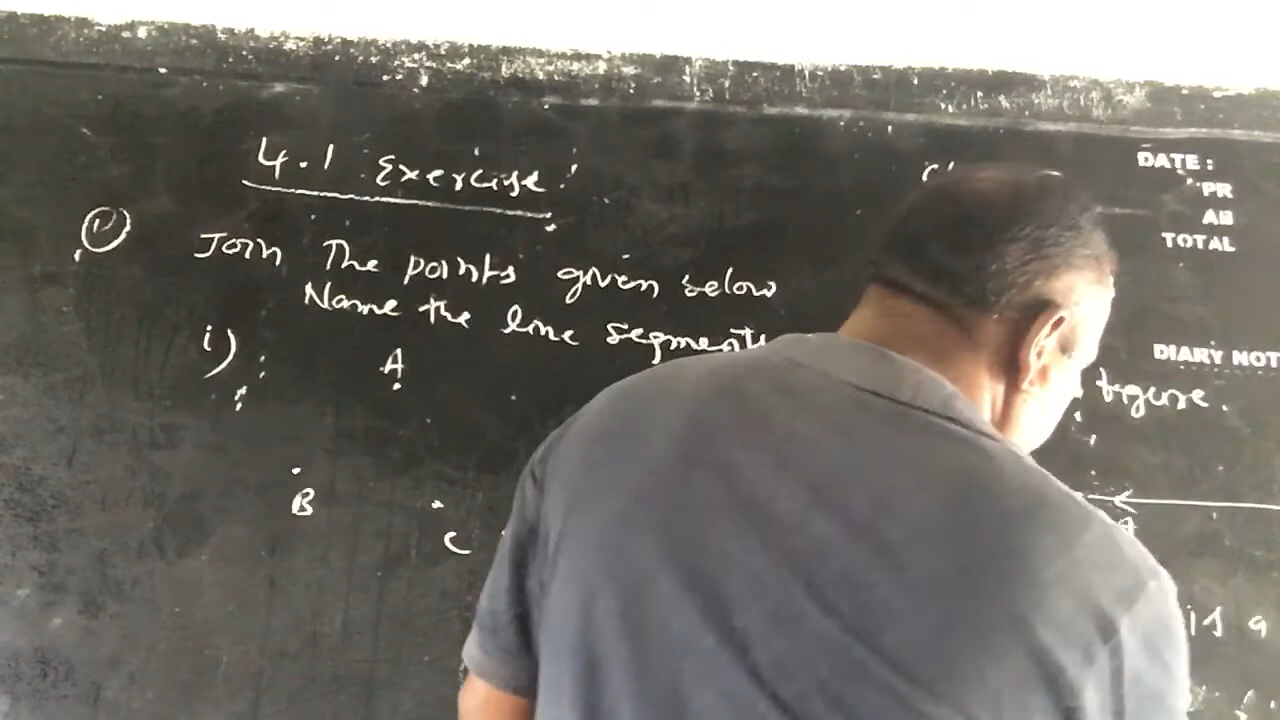 4.1 Exercise
1)
Join The points given below
Name the line segments
i)
A
B
C
DATE :
PR
AB
TOTAL
DIARY NOT
figure.
A
is a